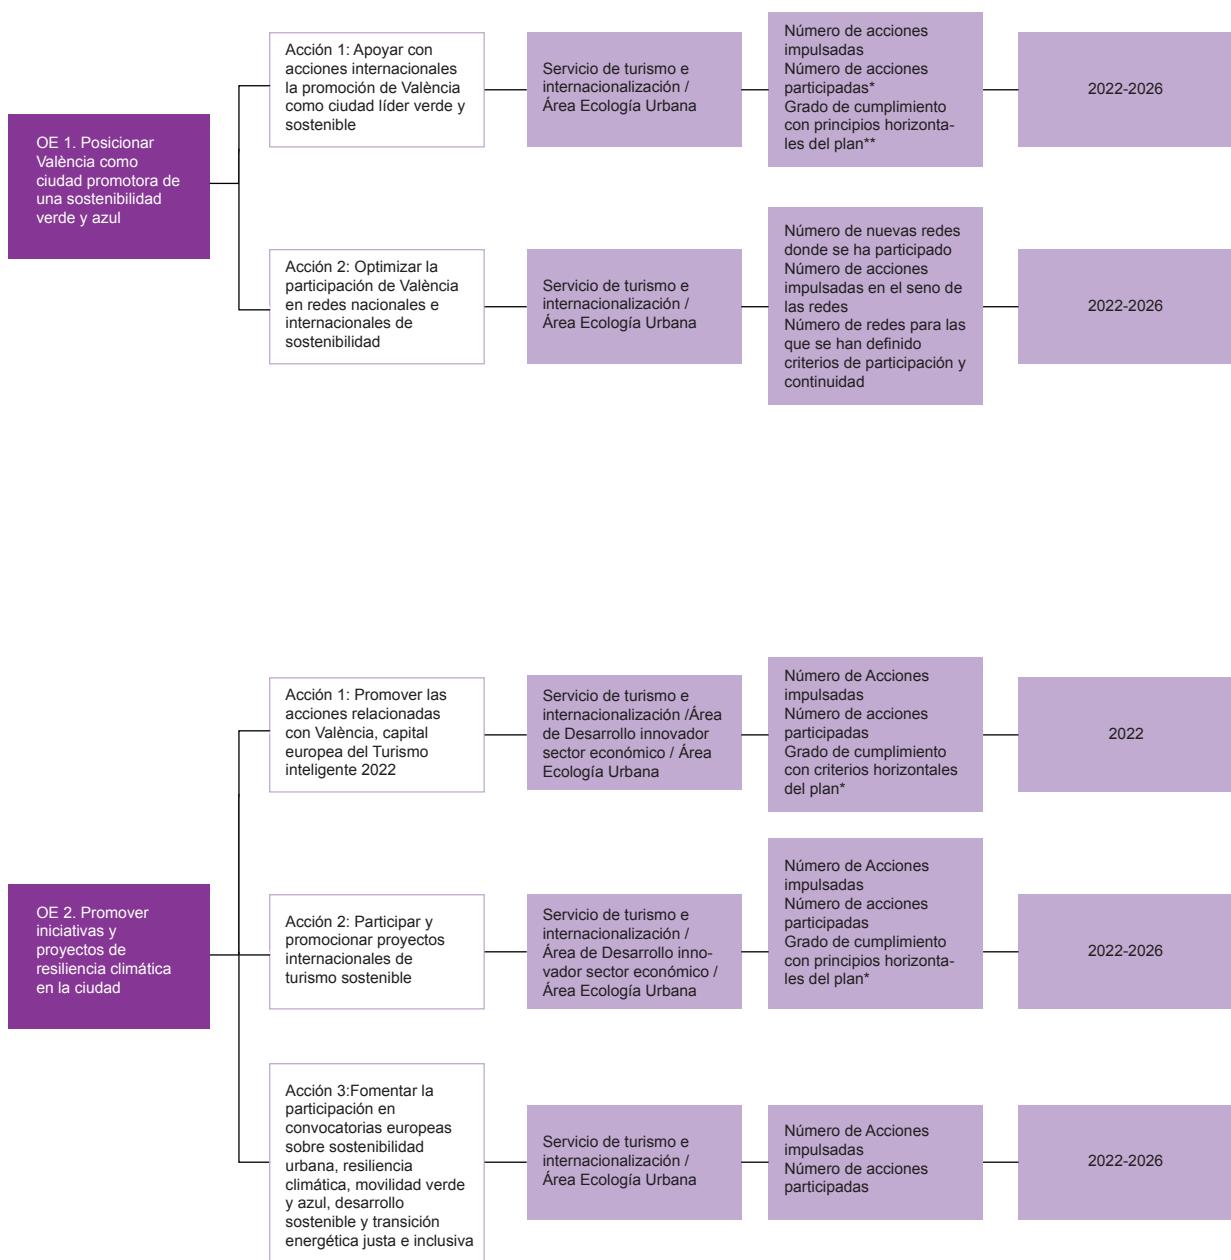 OE 1. Posicionar
València como
ciudad promotora de
una sostenibilidad
verde y azul
Acción 1: Apoyar con
acciones internacionales
la promoción de València
como ciudad líder verde y
sostenible
Servicio de turismo e
internacionalización /
Área Ecología Urbana
Número de acciones
impulsadas
Número de acciones
participadas*
Grado de cumplimiento
con principios horizonta-
les del plan**
2022-2026
Acción 2: Optimizar la
participación de València
en redes nacionales e
internacionales de
sostenibilidad
Servicio de turismo e
internacionalización /
Área Ecología Urbana
Número de nuevas redes
donde se ha participado
Número de acciones
impulsadas en el seno de
las redes
Número de redes para las
que se han definido
criterios de participación y
continuidad
2022-2026
OE 2. Promover
iniciativas y
proyectos de
resiliencia climática
en la ciudad
Acción 1: Promover las
acciones relacionadas
con València, capital
europea del Turismo
inteligente 2022
Servicio de turismo e
internacionalización /Área
de Desarrollo innovador
sector económico / Área
Ecología Urbana
Número de Acciones
impulsadas
Número de acciones
participadas
Grado de cumplimiento
con criterios horizontales
del plan*
2022
Acción 2: Participar y
promocionar proyectos
internacionales de
turismo sostenible
Servicio de turismo e
internacionalización /
Área de Desarrollo inno-
vador sector económico /
Área Ecología Urbana
Número de Acciones
impulsadas
Número de acciones
participadas
Grado de cumplimiento
con principios horizonta-
les del plan*
2022-2026
Acción 3:Fomentar la
participación en
convocatorias europeas
sobre sostenibilidad
urbana, resiliencia
climática, movilidad verde
y azul, desarrollo
sostenible y transición
energética justa e inclusiva
Servicio de turismo e
internacionalización /
Área Ecología Urbana
Número de Acciones
impulsadas
Número de acciones
participadas
2022-2026